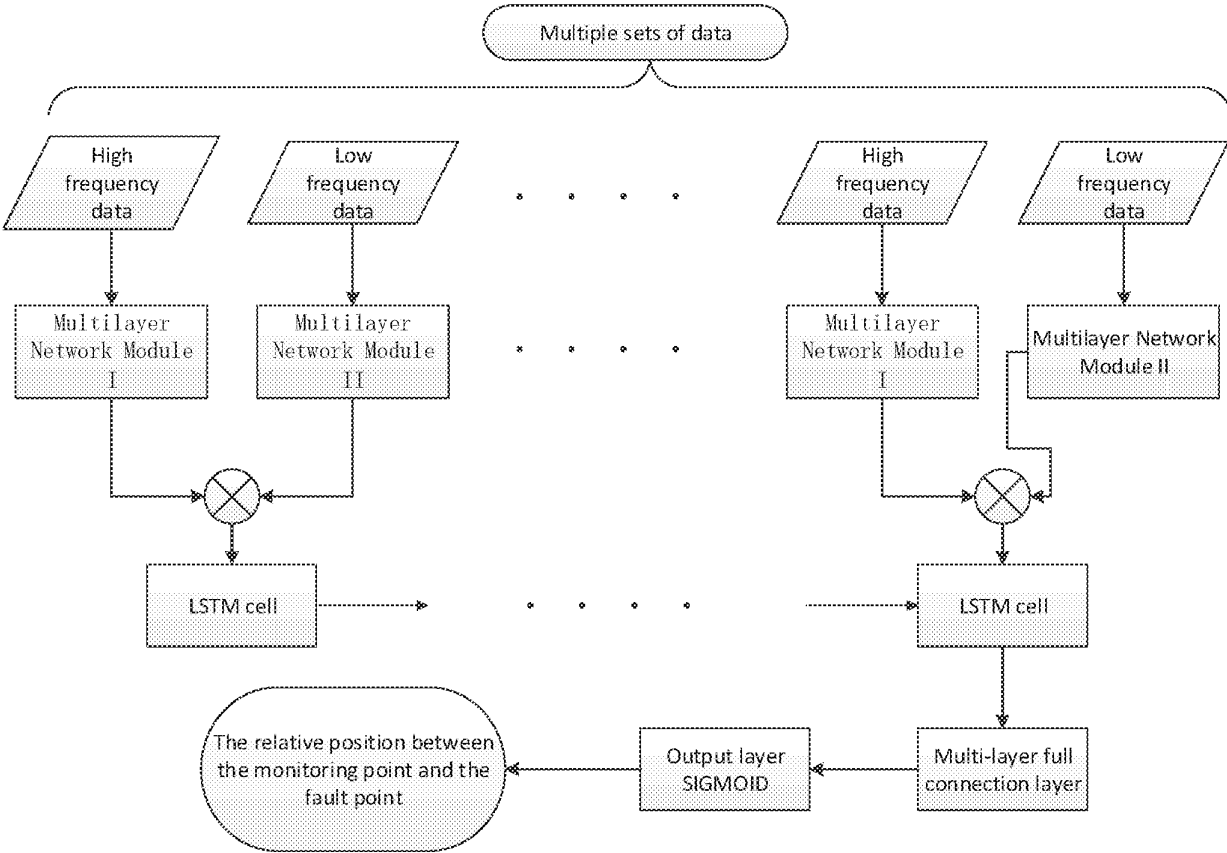 Multiple sets of data
High
frequency
data
Low
frequency
data
High
frequency
data
Low
frequency
data
Multilayer
Network Module
I
Multilayer
Network Module
II
Multilayer
Network Module
I
Multilayer Network
Module II
LSTM cell
LSTM cell
The relative position between
the monitoring point and the
fault point
Output layer
SIGMOID
Multi-layer full
connection layer